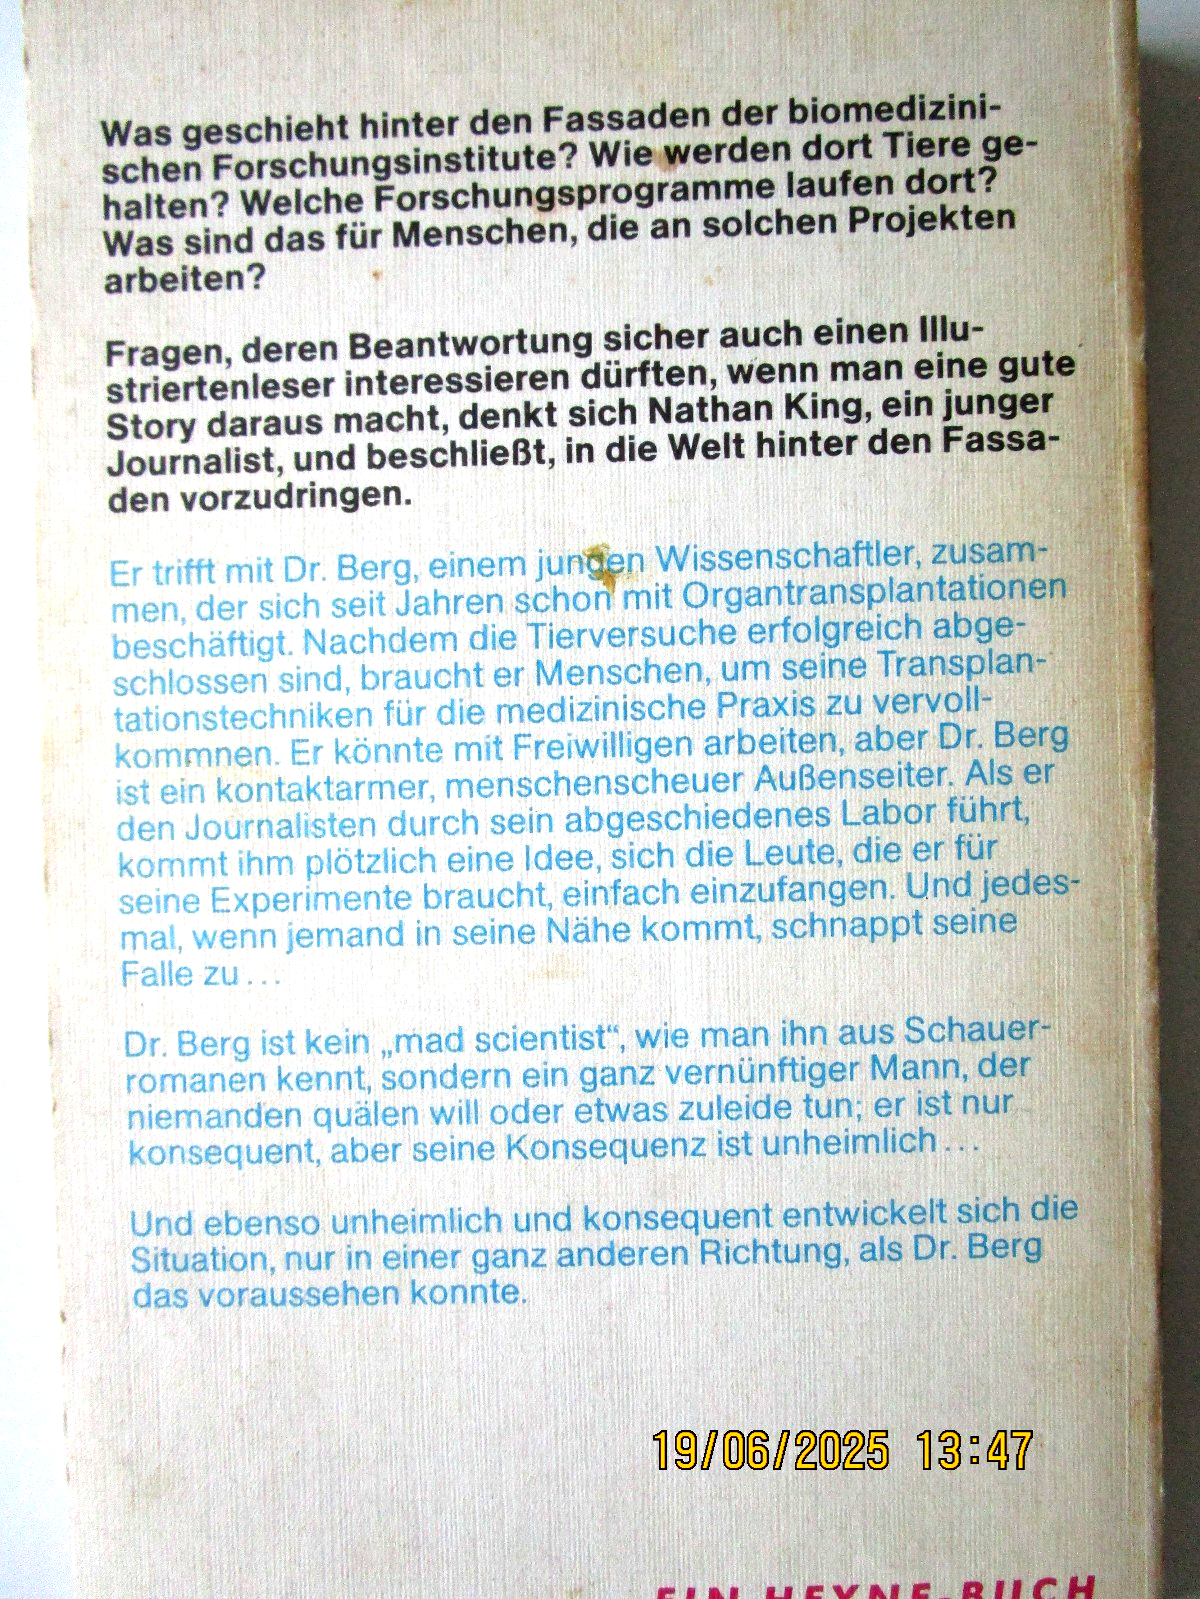 Was geschieht hinter den Fassaden der biomedizini-
schen Forschungsinstitute? Wie werden dort Tiere ge-
halten? Welche Forschungsprogramme laufen dort?
Was sind das für Menschen, die an solchen Projekten
arbeiten?
Fragen, deren Beantwortung sicher auch einen Illu-
striertenleser interessieren dürften, wenn man eine gute
Story daraus macht, denkt sich Nathan King, ein junger
Journalist, und beschließt, in die Welt hinter den Fassa-
den vorzudringen.
Er trifft mit Dr. Berg, einem jungen Wissenschaftler, zusam-
men, der sich seit Jahren schon mit Organtransplantationen
beschäftigt. Nachdem die Tierversuche erfolgreich abge-
schlossen sind, braucht er Menschen, um seine Transplan-
tationstechniken für die medizinische Praxis zu vervoll-
kommnen. Er könnte mit Freiwilligen arbeiten, aber Dr. Berg
ist ein kontaktarmer, menschenscheuer Außenseiter. Als er
den Journalisten durch sein abgeschiedenes Labor führt,
kommt ihm plötzlich eine Idee, sich die Leute, die er für
seine Experimente braucht, einfach einzufangen. Und jedes-
mal, wenn jemand in seine Nähe kommt, schnappt seine
Falle zu...
Dr. Berg ist kein „mad scientist“, wie man ihn aus Schauer-
romanen kennt, sondern ein ganz vernünftiger Mann, der
niemanden quälen will oder etwas zuleide tun; er ist nur
konsequent, aber seine Konsequenz ist unheimlich...
Und ebenso unheimlich und konsequent entwickelt sich die
Situation, nur in einer ganz anderen Richtung, als Dr. Berg
das voraussehen konnte.
19/06/2025 13:47
EIN HEYNE-BUCH